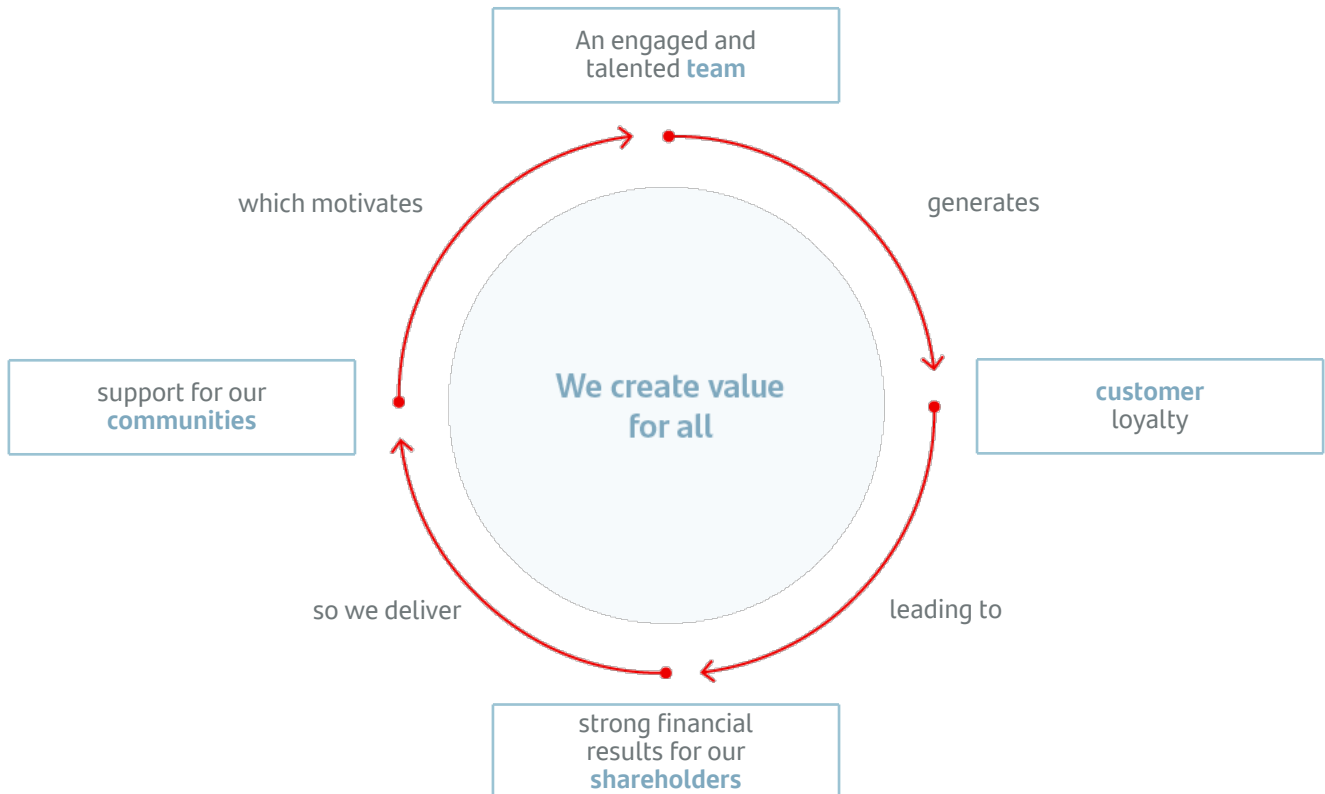 An engaged and
talented team
which motivates
generates
support for our
communities
We create value
for all
customer
loyalty
so we deliver
leading to
strong financial
results for our
shareholders